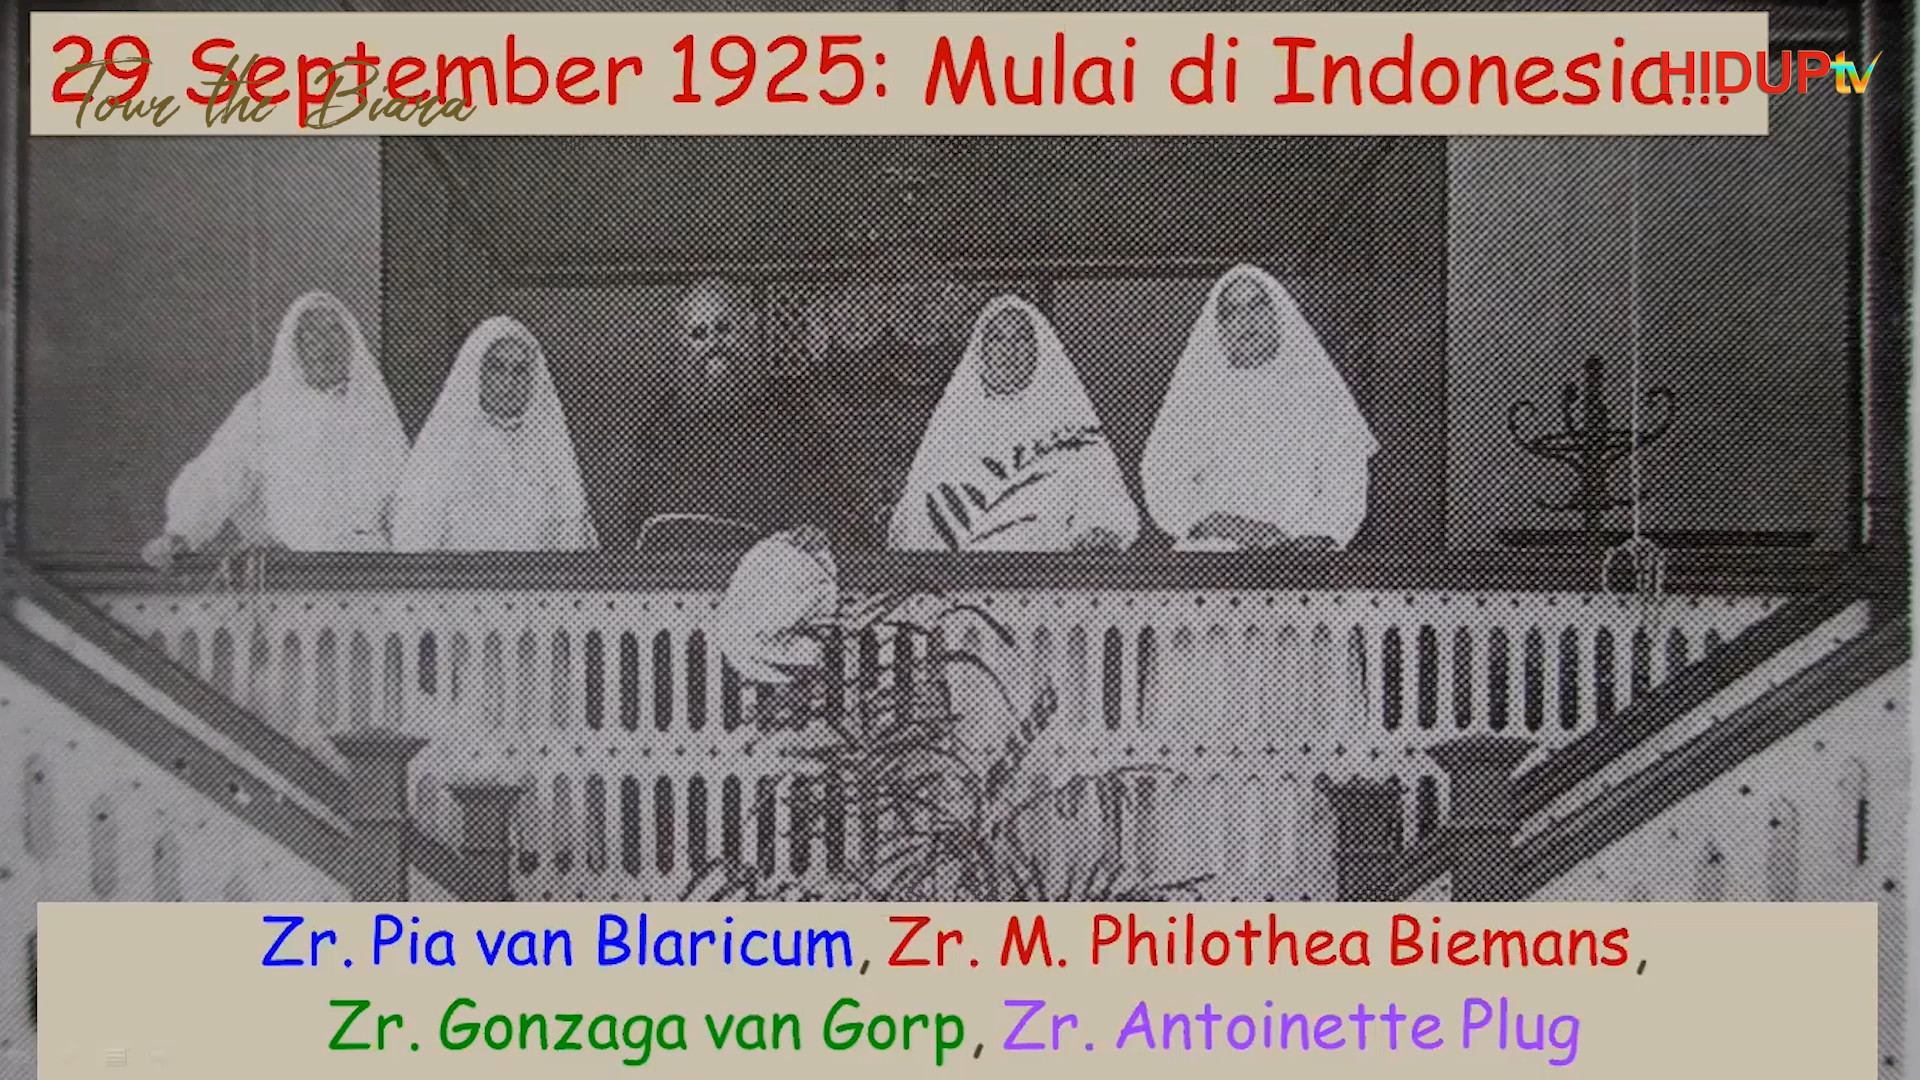 29 September 1925: Mulai di Indonesia...
Tour the Biara
HIDUPtv
Zr. Pia van Blaricum, Zr. M. Philothea Biemans,
Zr. Gonzaga van Gorp, Zr. Antoinette Plug